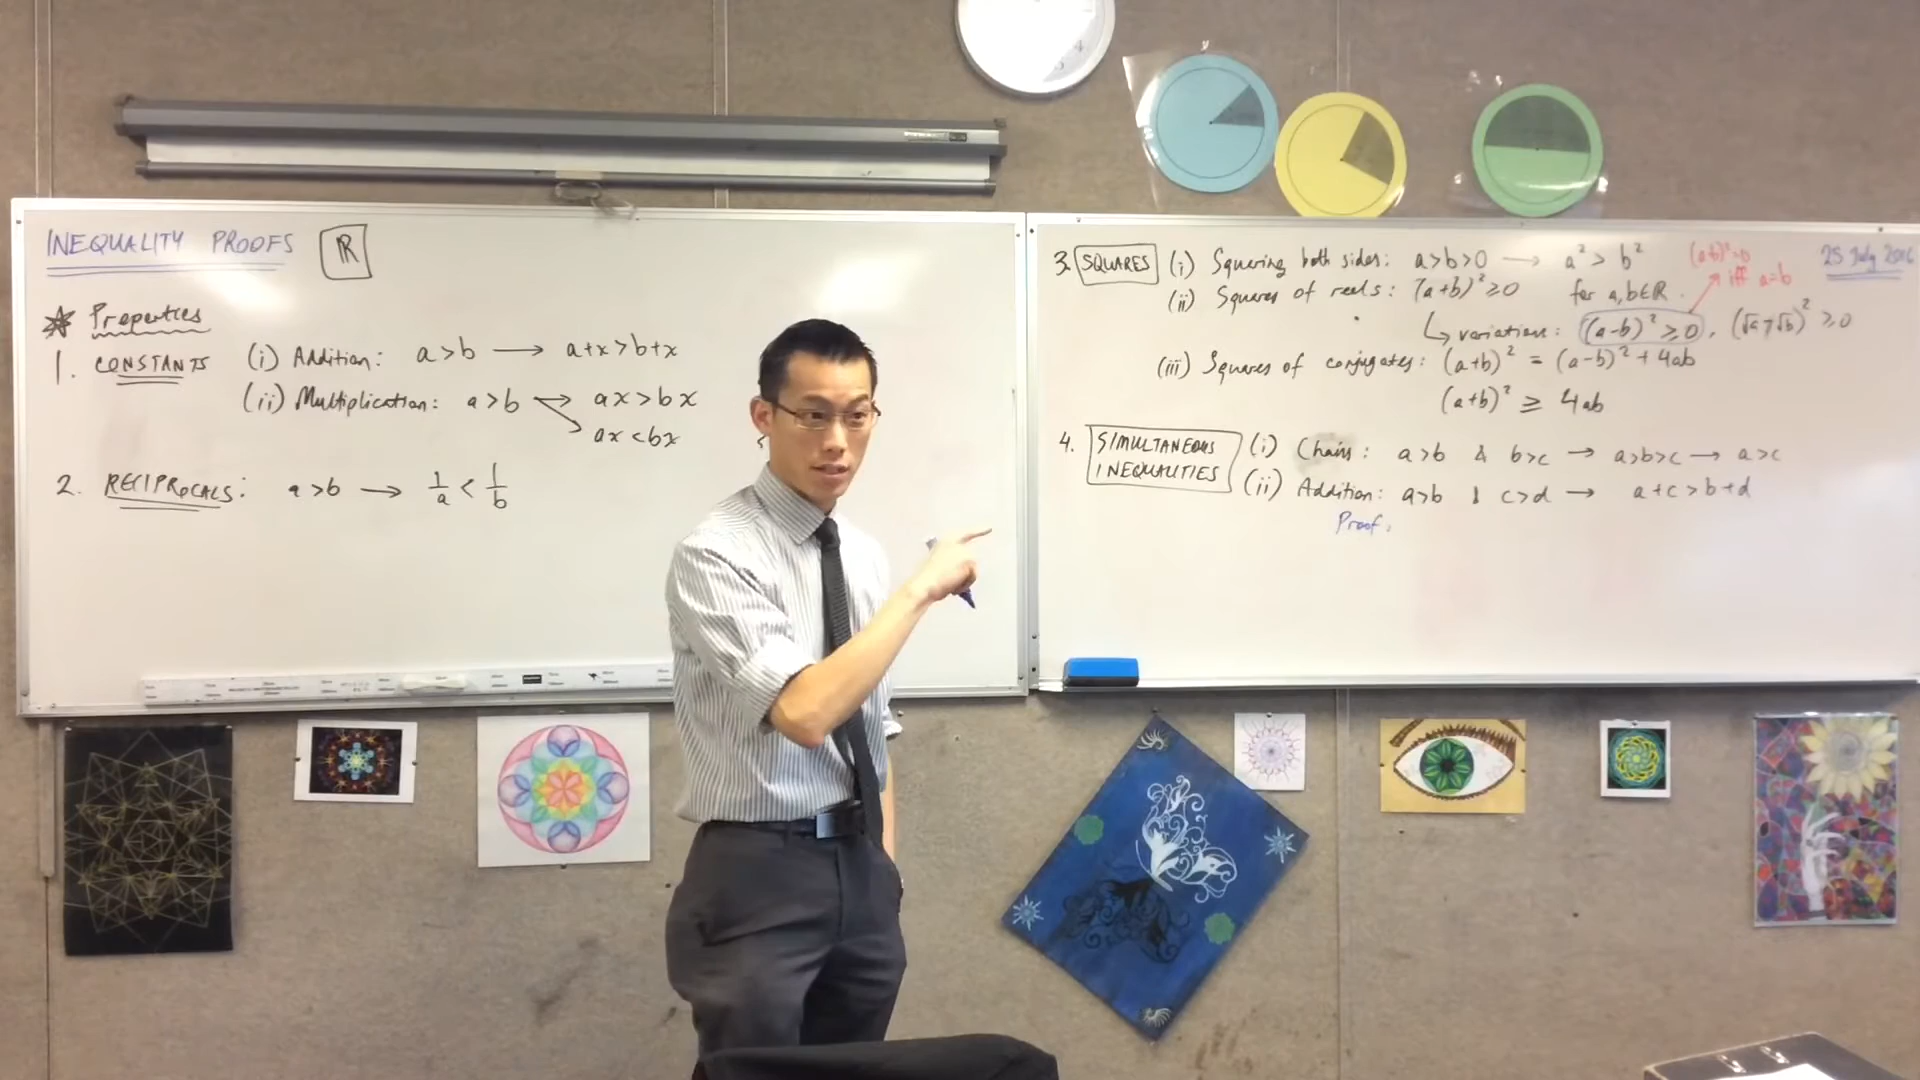 INEQUALITY PROOFS ℝ
★ Properties
1. CONSTANTS (i) Addition: a>b → a+x>b+x
(ii) Multiplication: a>b → ax>bx
ax<bx
2. RECIPROCALS: a>b → 1/a < 1/b
25 July 2016
3. SQUARES (i) Squaring both sides: a>b>0 → a² > b²
(a-b)²=0
iff a=b
(ii) Squares of reals: (a+b)² ≥0 for a,b∈ℝ.
↳ variations: (a-b)² ≥0, (√a ∓ √b)² ≥0
(iii) Squares of conjugates: (a+b)² = (a-b)² + 4ab
(a+b)² ≥ 4ab
4. SIMULTANEOUS INEQUALITIES (i) Chain: a>b & b>c → a>b>c → a>c
(ii) Addition: a>b & c>d → a+c>b+d
Proof: